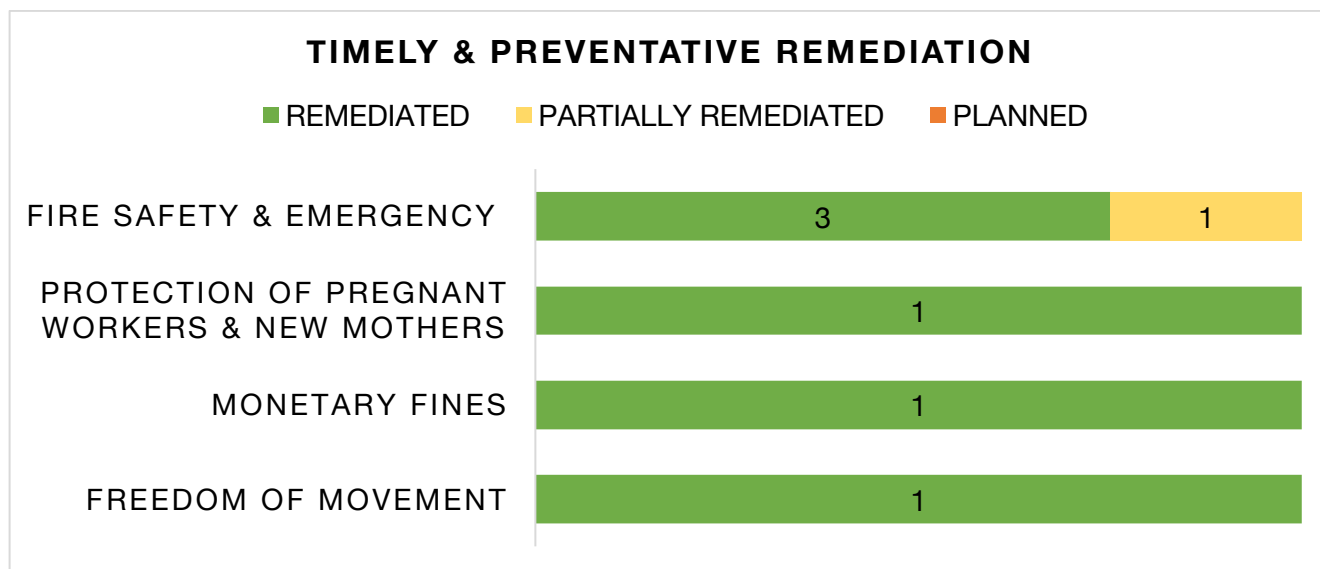 TIMELY & PREVENTATIVE REMEDIATION
REMEDIATED PARTIALLY REMEDIATED PLANNED
FIRE SAFETY & EMERGENCY 3 1
PROTECTION OF PREGNANT
WORKERS & NEW MOTHERS 1
MONETARY FINES 1
FREEDOM OF MOVEMENT 1